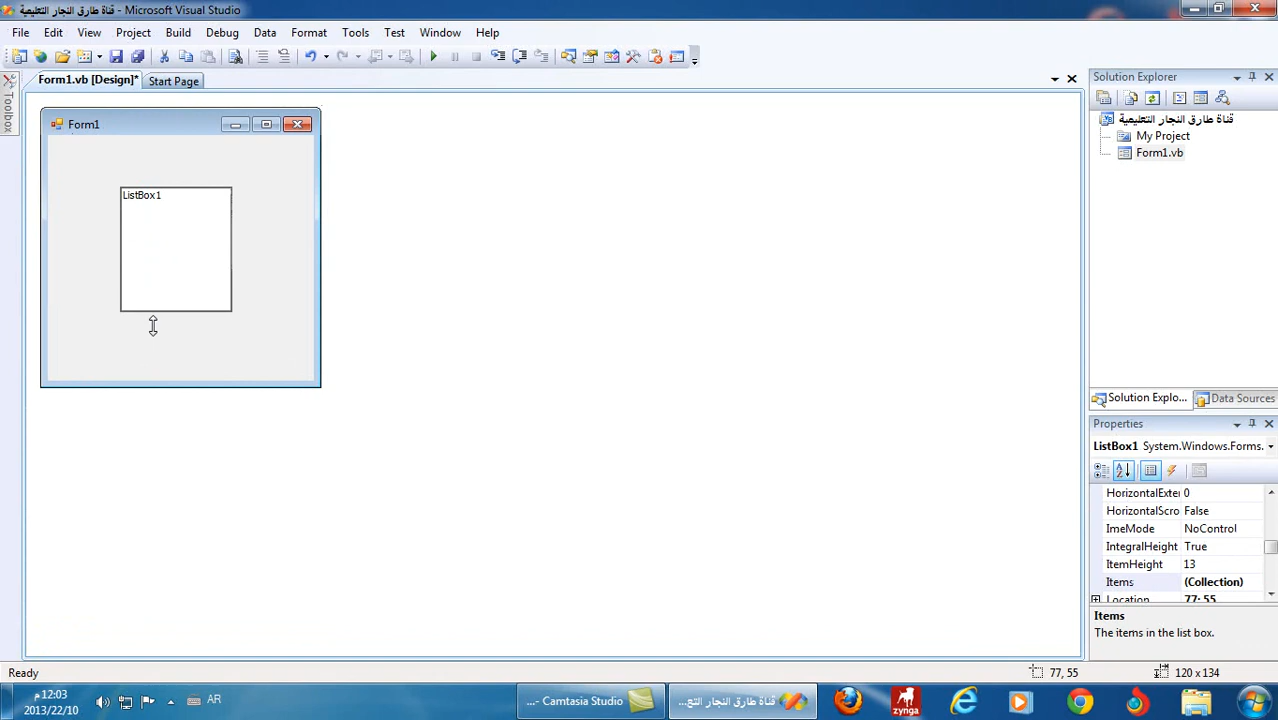 قناة طارق النجار التعليمية - Microsoft Visual Studio
File Edit View Project Build Debug Data Format Tools Test Window Help
Form1.vb [Design]* Start Page
Toolbox
Form1
ListBox1
Solution Explorer
قناة طارق النجار التعليمية
My Project
Form1.vb
Solution Explo... Data Sources
Properties
ListBox1 System.Windows.Forms.
HorizontalExter 0
HorizontalScro False
ImeMode NoControl
IntegralHeight True
ItemHeight 13
Items (Collection)
Location 77; 55
Items
The items in the list box.
Ready 77, 55 120 x 134
12:03 م
2013/22/10
AR
...- Camtasia Studio
قناة طارق النجار التع...
zynga